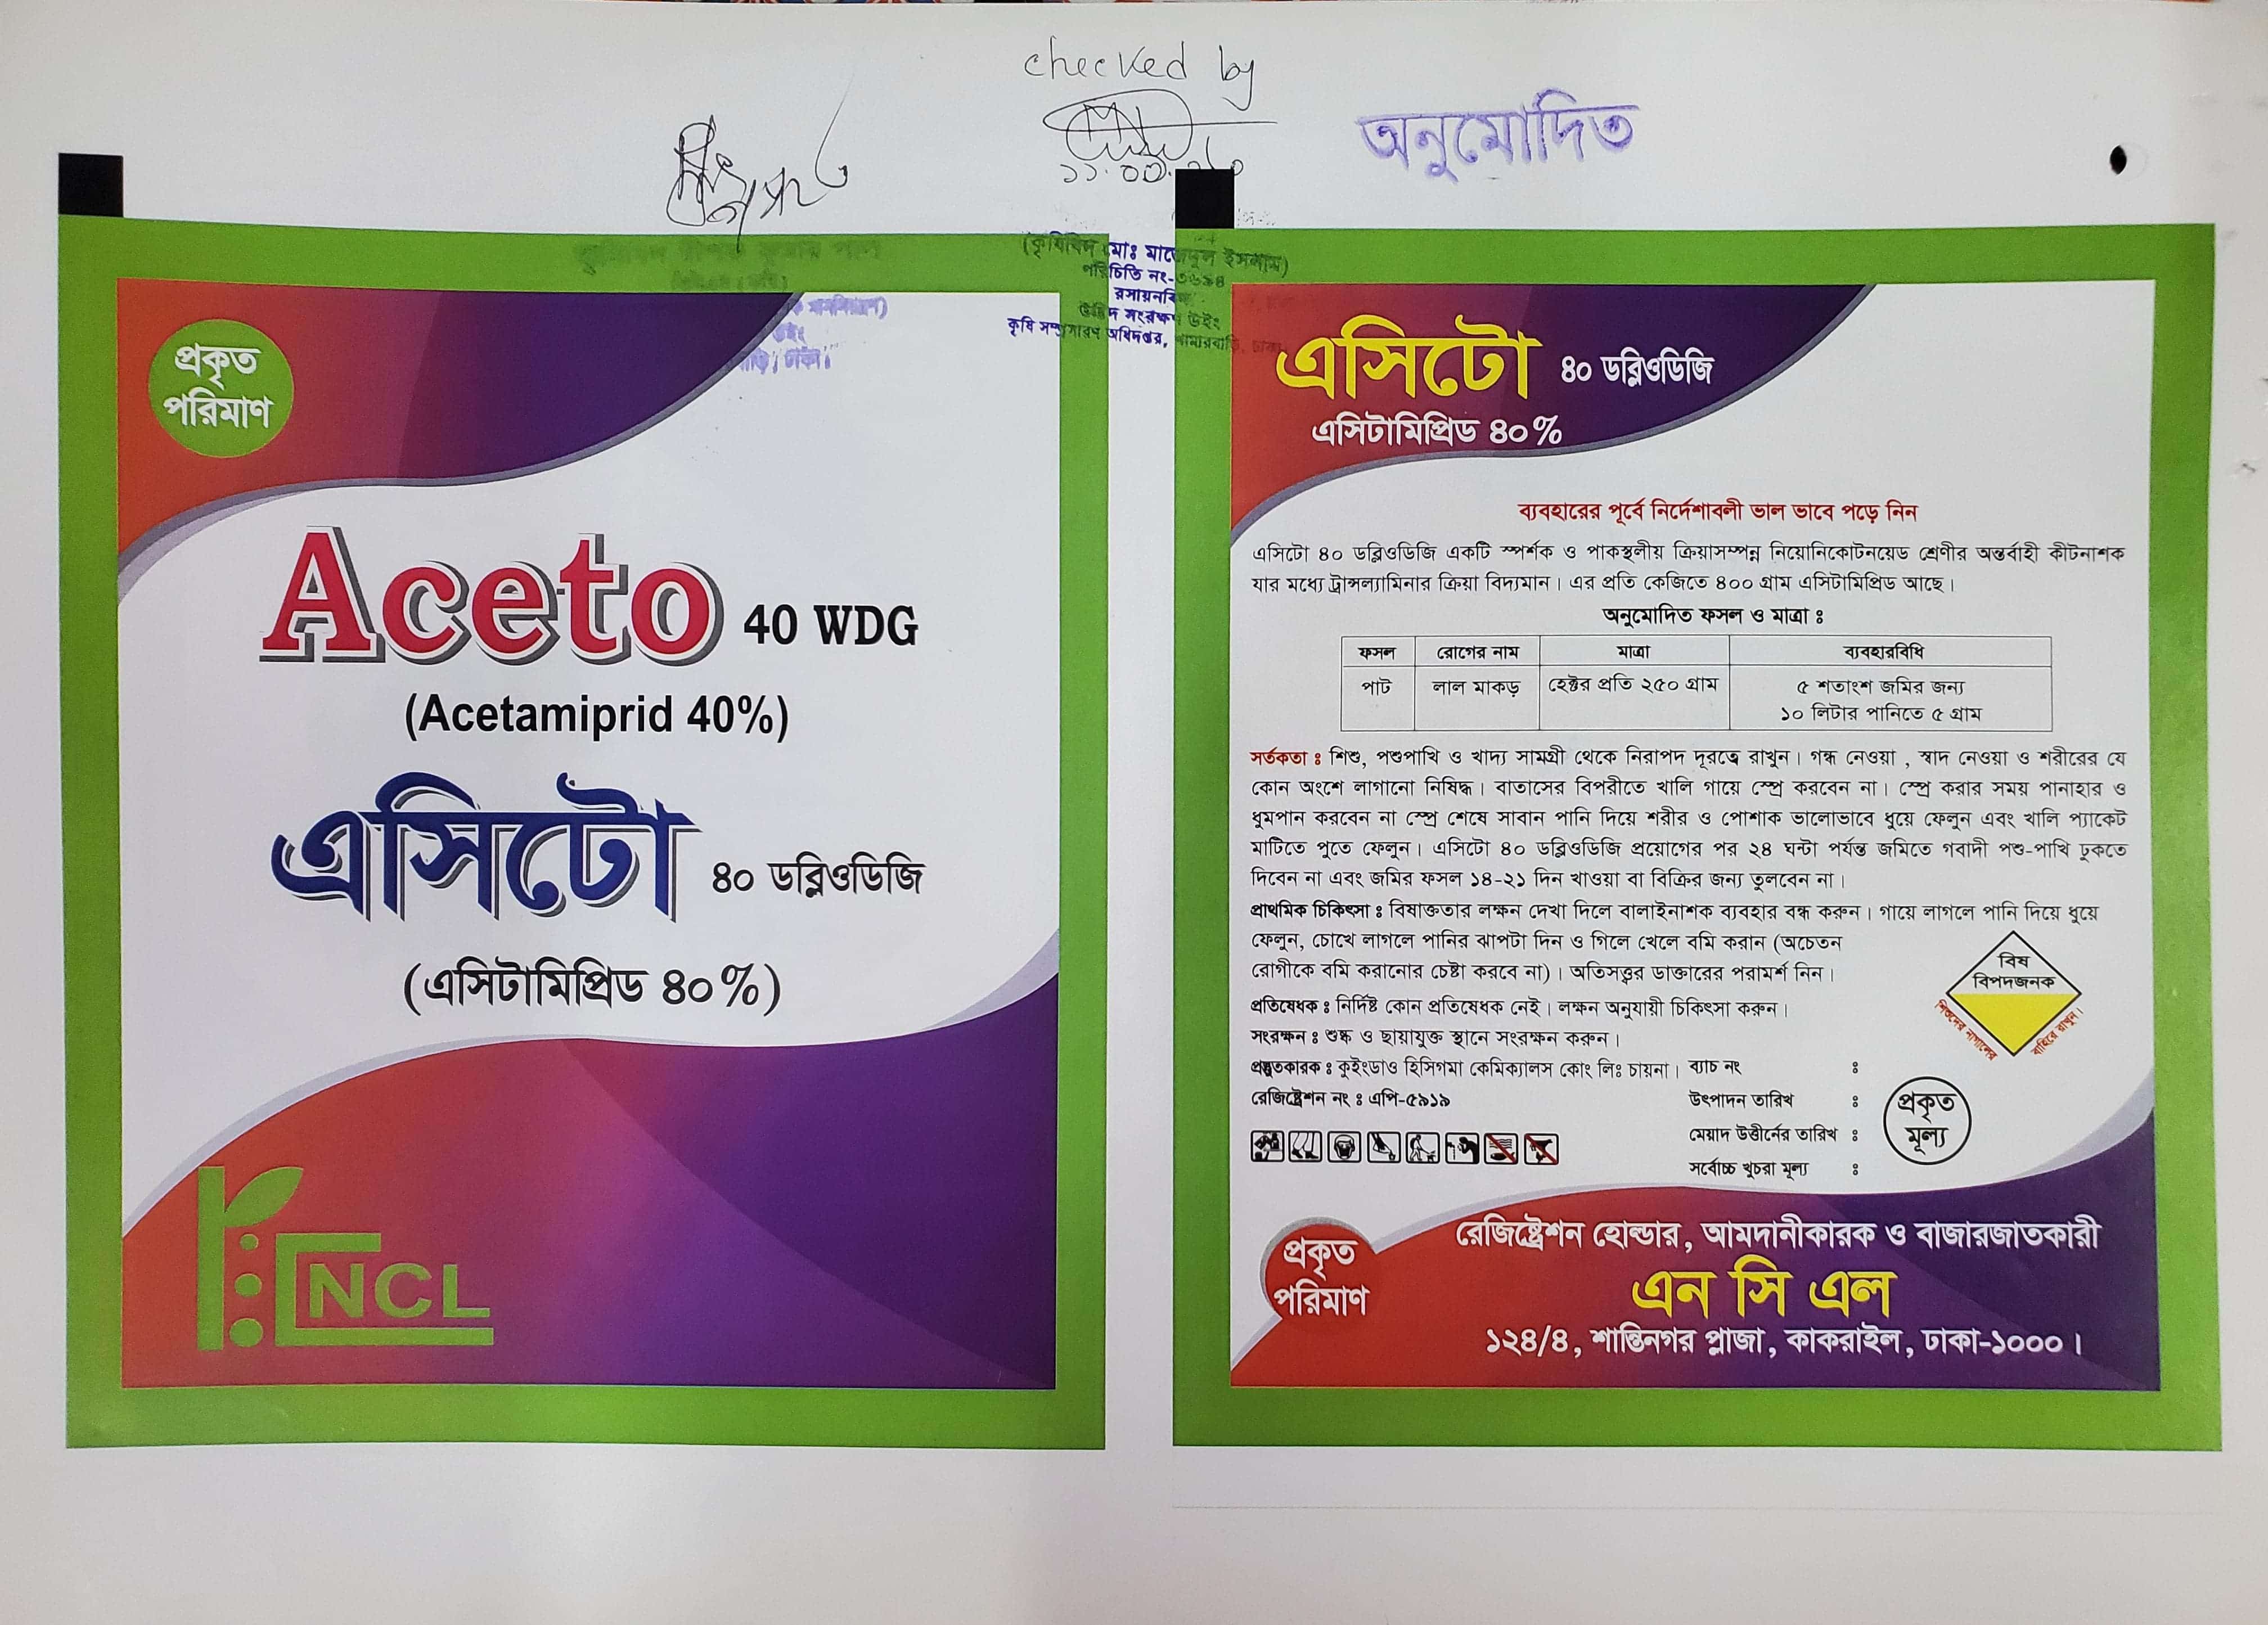 checked by
অনুমোদিত
(কৃষিবিদ মোঃ মাজেদুল ইসলাম)
পরিচিতি নং-৩৬৯৪
রসায়নবিদ
উদ্ভিদ সংরক্ষণ উইং
কৃষি সম্প্রসারণ অধিদপ্তর, খামারবাড়ি, ঢাকা
প্রকৃত
পরিমাণ
Aceto 40 WDG
(Acetamiprid 40%)
এসিটো ৪০ ডব্লিওডিজি
(এসিটামিপ্রিড ৪০%)
NCL
এসিটো ৪০ ডব্লিওডিজি
এসিটামিপ্রিড ৪০%
ব্যবহারের পূর্বে নির্দেশাবলী ভাল ভাবে পড়ে নিন
এসিটো ৪০ ডব্লিওডিজি একটি স্পর্শক ও পাকস্থলীয় ক্রিয়াসম্পন্ন নিয়োনিকোটনয়েড শ্রেণীর অন্তর্বাহী কীটনাশক
যার মধ্যে ট্রান্সল্যামিনার ক্রিয়া বিদ্যমান। এর প্রতি কেজিতে ৪০০ গ্রাম এসিটামিপ্রিড আছে।
অনুমোদিত ফসল ও মাত্রা ঃ
ফসল রোগের নাম মাত্রা ব্যবহারবিধি
পাট লাল মাকড় হেক্টর প্রতি ২৫০ গ্রাম ৫ শতাংশ জমির জন্য
১০ লিটার পানিতে ৫ গ্রাম
সর্তকতা ঃ শিশু, পশুপাখি ও খাদ্য সামগ্রী থেকে নিরাপদ দূরত্বে রাখুন। গন্ধ নেওয়া , স্বাদ নেওয়া ও শরীরের যে
কোন অংশে লাগানো নিষিদ্ধ। বাতাসের বিপরীতে খালি গায়ে স্প্রে করবেন না। স্প্রে করার সময় পানাহার ও
ধুমপান করবেন না স্প্রে শেষে সাবান পানি দিয়ে শরীর ও পোশাক ভালোভাবে ধুয়ে ফেলুন এবং খালি প্যাকেট
মাটিতে পুতে ফেলুন। এসিটো ৪০ ডব্লিওডিজি প্রয়োগের পর ২৪ ঘন্টা পর্যন্ত জমিতে গবাদী পশু-পাখি ঢুকতে
দিবেন না এবং জমির ফসল ১৪-২১ দিন খাওয়া বা বিক্রির জন্য তুলবেন না।
প্রাথমিক চিকিৎসা ঃ বিষাক্ততার লক্ষন দেখা দিলে বালাইনাশক ব্যবহার বন্ধ করুন। গায়ে লাগলে পানি দিয়ে ধুয়ে
ফেলুন, চোখে লাগলে পানির ঝাপটা দিন ও গিলে খেলে বমি করান (অচেতন
রোগীকে বমি করানোর চেষ্টা করবে না)। অতিসত্ত্বর ডাক্তারের পরামর্শ নিন।
প্রতিষেধক ঃ নির্দিষ্ট কোন প্রতিষেধক নেই। লক্ষন অনুযায়ী চিকিৎসা করুন।
সংরক্ষন ঃ শুষ্ক ও ছায়াযুক্ত স্থানে সংরক্ষন করুন।
বিষ
বিপদজনক
শিশুদের নাগালের
বাহিরে রাখুন।
প্রস্তুতকারক ঃ কুইংডাও হিসিগমা কেমিক্যালস কোং লিঃ চায়না। ব্যাচ নং ঃ
রেজিষ্ট্রেশন নং ঃ এপি-৫৯১৯ উৎপাদন তারিখ ঃ
মেয়াদ উত্তীর্নের তারিখ ঃ
সর্বোচ্চ খুচরা মূল্য ঃ
প্রকৃত
মূল্য
প্রকৃত
পরিমাণ
রেজিষ্ট্রেশন হোল্ডার, আমদানীকারক ও বাজারজাতকারী
এন সি এল
১২৪/৪, শান্তিনগর প্লাজা, কাকরাইল, ঢাকা-১০০০।